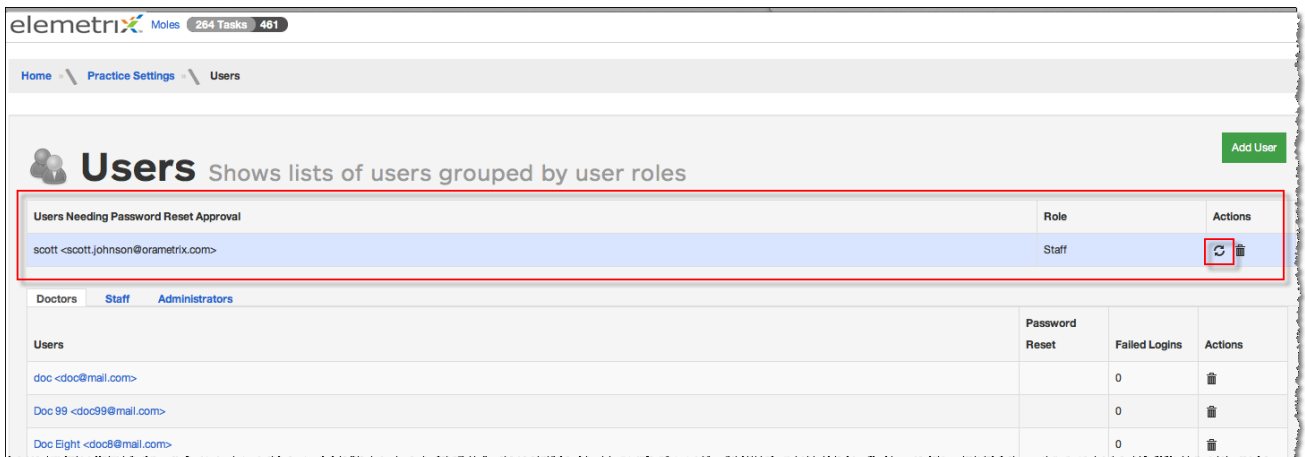 elemetrix Moles 264 Tasks 461
Home Practice Settings Users
Add User
Users Shows lists of users grouped by user roles
Users Needing Password Reset Approval Role Actions
scott <scott.johnson@orametrix.com> Staff
Doctors Staff Administrators
Users Password Reset Failed Logins Actions
doc <doc@mail.com> 0
Doc 99 <doc99@mail.com> 0
Doc Eight <doc8@mail.com> 0